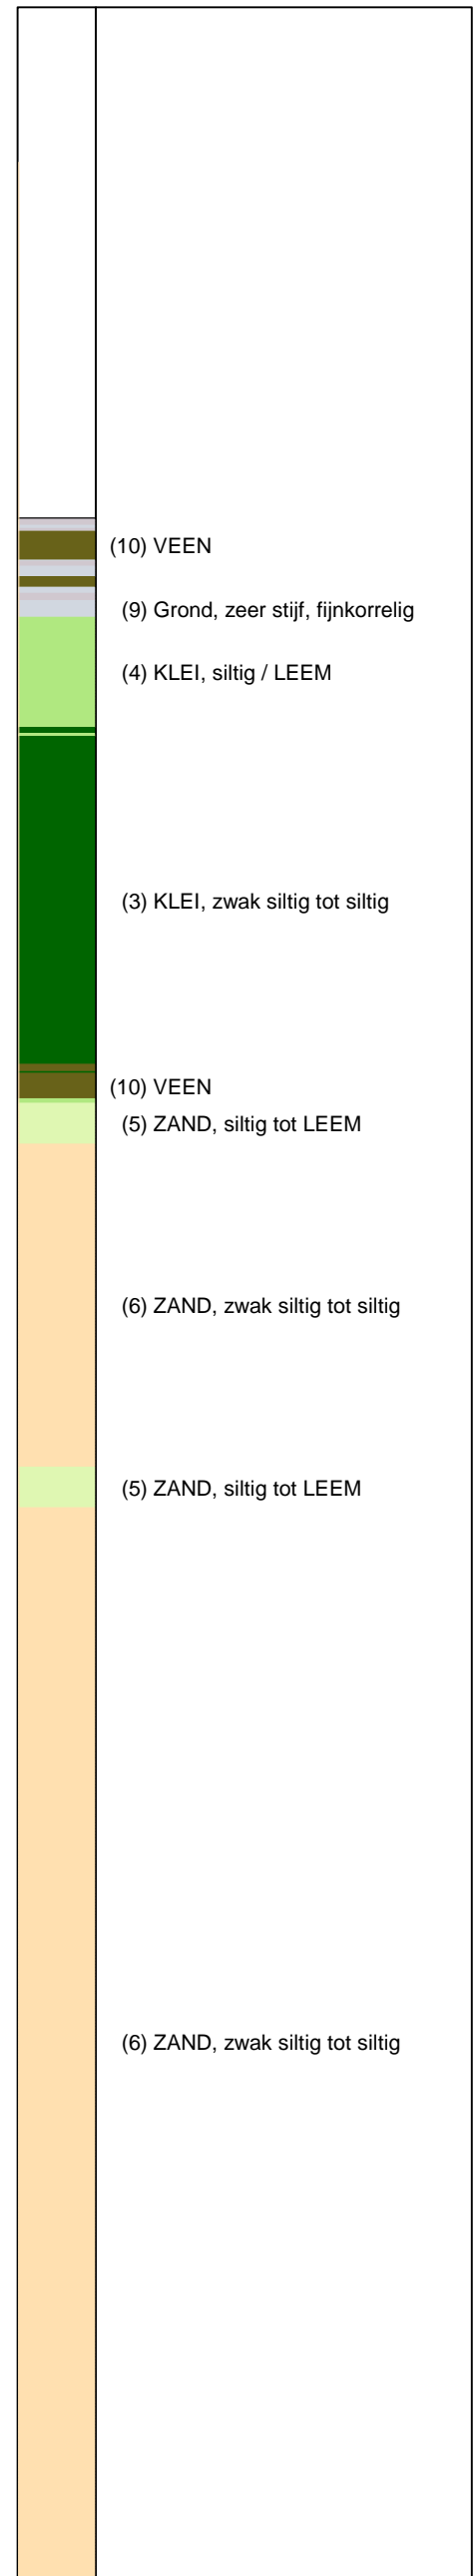 (10) VEEN
(9) Grond, zeer stijf, fijnkorrelig
(4) KLEI, siltig / LEEM
(3) KLEI, zwak siltig tot siltig
(10) VEEN
(5) ZAND, siltig tot LEEM
(6) ZAND, zwak siltig tot siltig
(5) ZAND, siltig tot LEEM
(6) ZAND, zwak siltig tot siltig